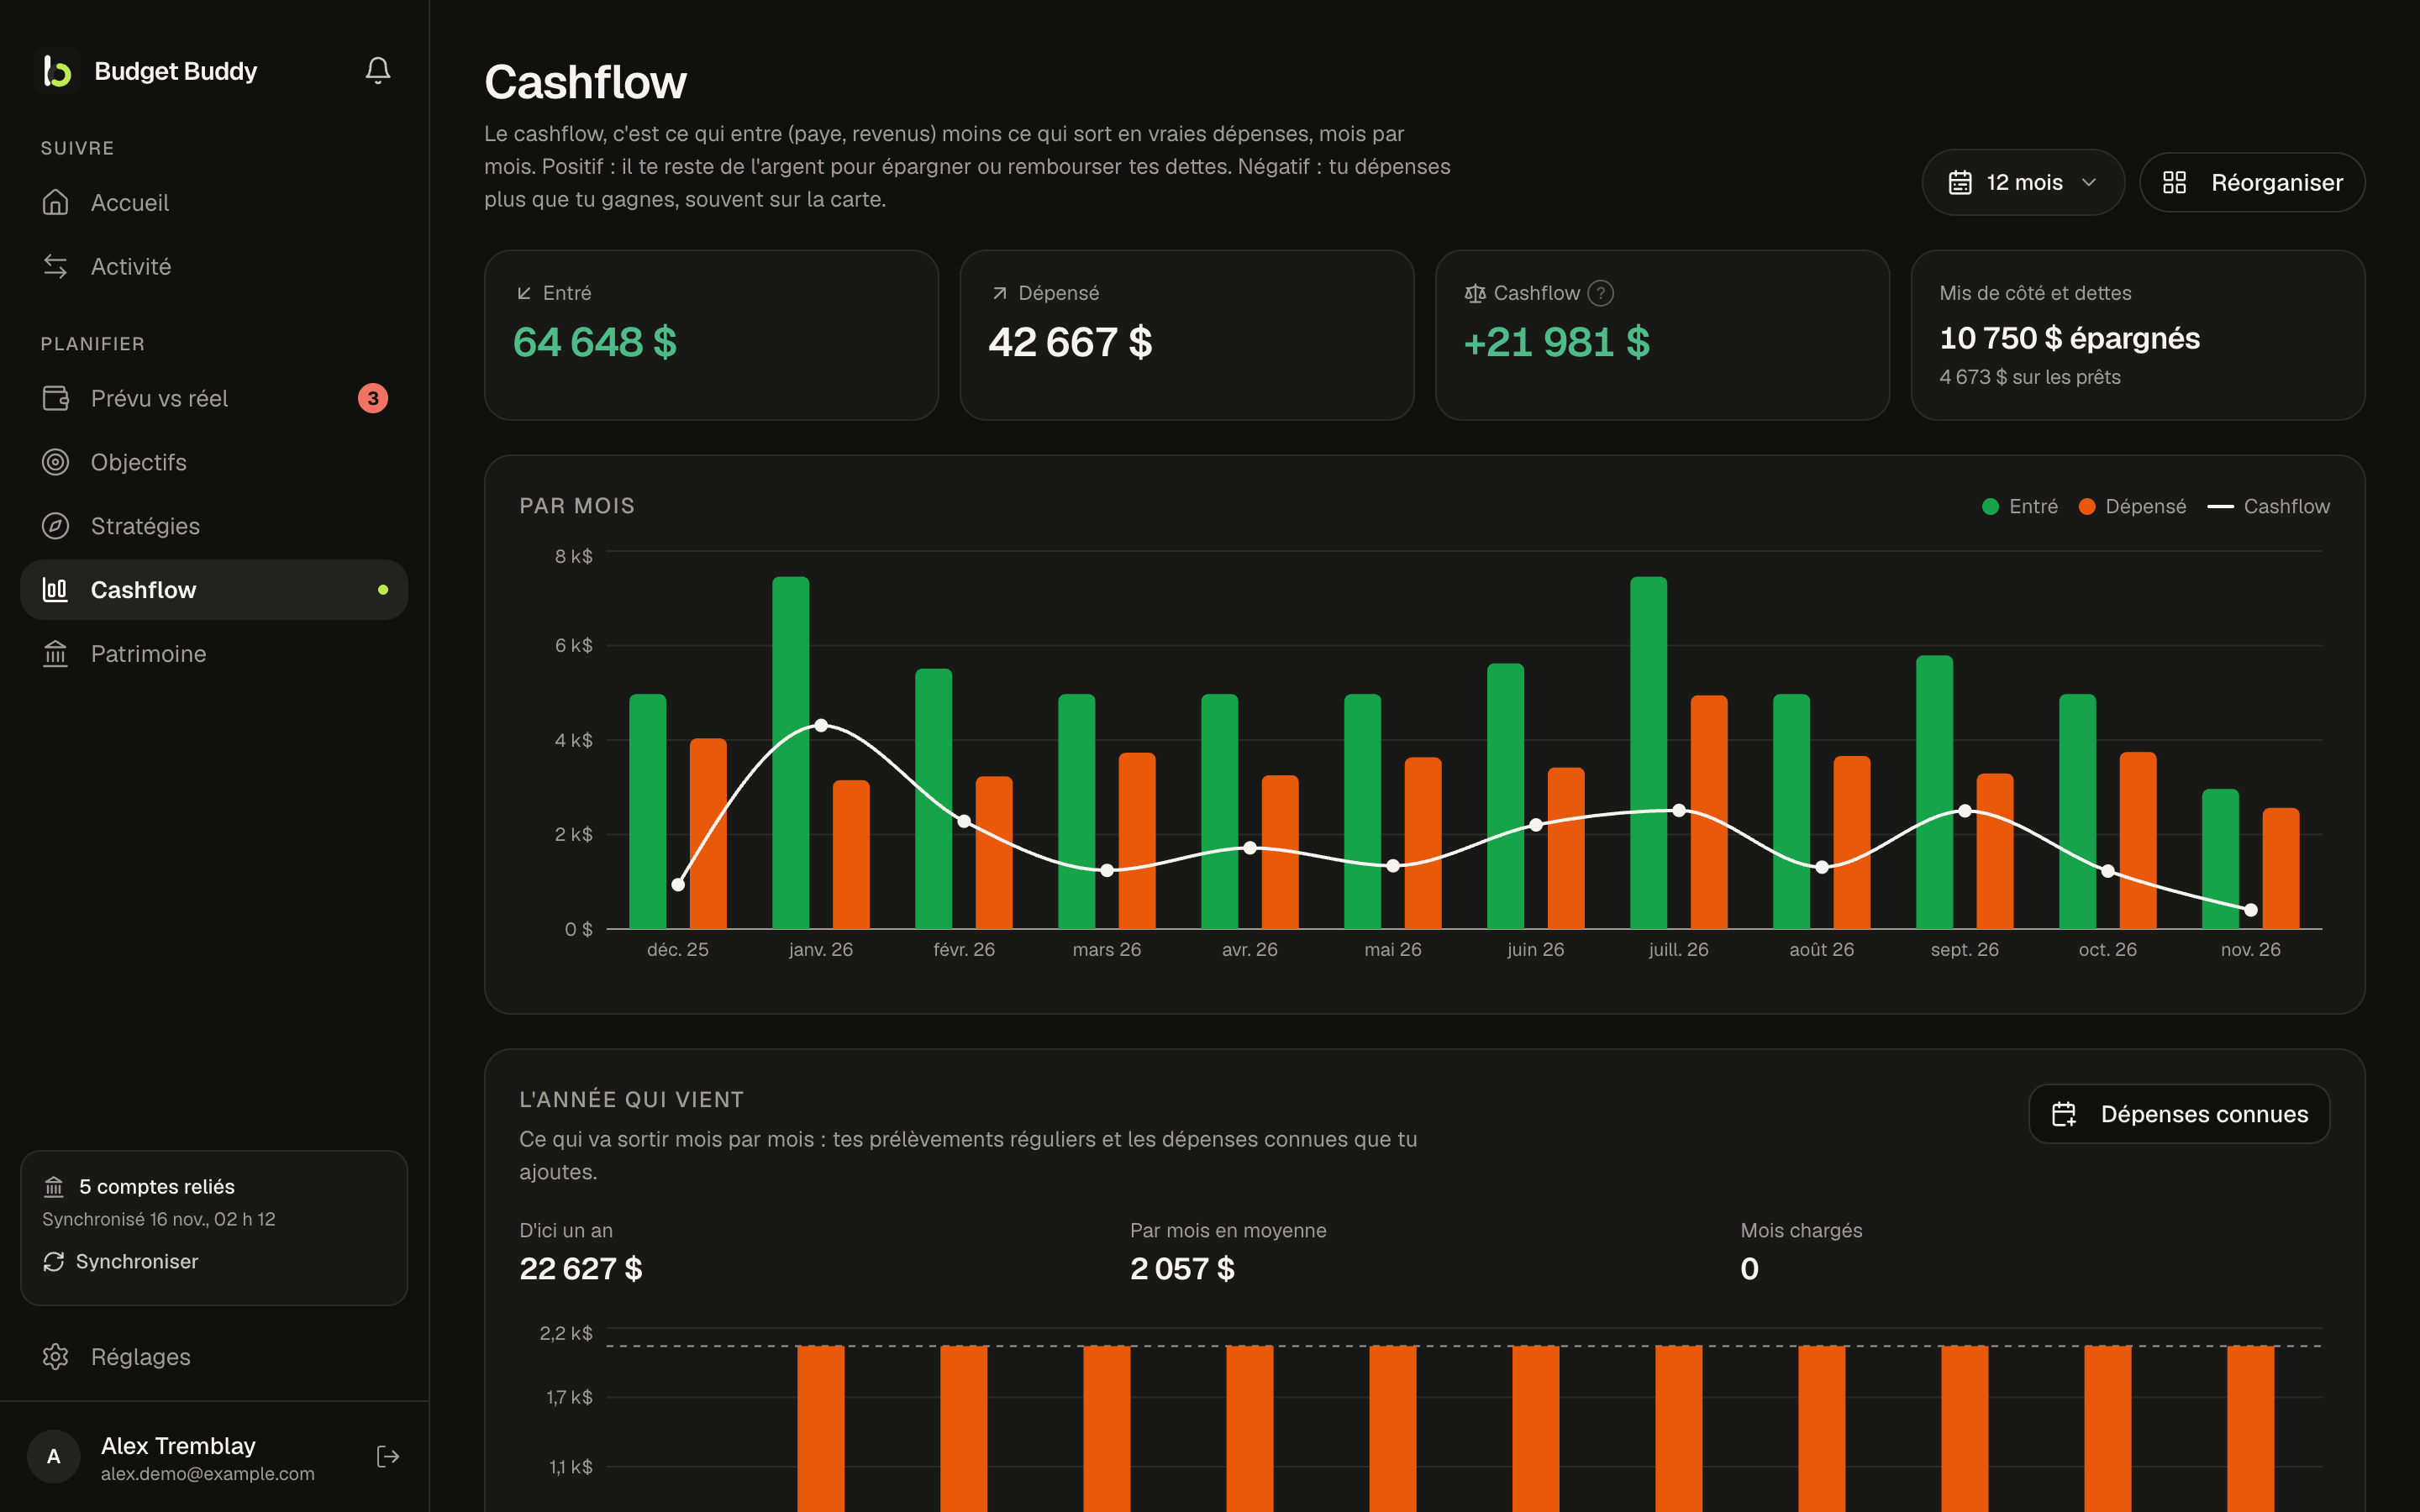 Budget Buddy
SUIVRE
Accueil
Activité
PLANIFIER
Prévu vs réel
3
Objectifs
Stratégies
Cashflow
Patrimoine
5 comptes reliés
Synchronisé 16 nov., 02 h 12
Synchroniser
Réglages
A
Alex Tremblay
alex.demo@example.com
Cashflow
Le cashflow, c'est ce qui entre (paye, revenus) moins ce qui sort en vraies dépenses, mois par
mois. Positif : il te reste de l'argent pour épargner ou rembourser tes dettes. Négatif : tu dépenses
plus que tu gagnes, souvent sur la carte.
12 mois
Réorganiser
Entré
64 648 $
Dépensé
42 667 $
Cashflow ?
+21 981 $
Mis de côté et dettes
10 750 $ épargnés
4 673 $ sur les prêts
PAR MOIS
Entré Dépensé Cashflow
8 k$
6 k$
4 k$
2 k$
0 $
déc. 25 janv. 26 févr. 26 mars 26 avr. 26 mai 26 juin 26 juill. 26 août 26 sept. 26 oct. 26 nov. 26
L'ANNÉE QUI VIENT
Dépenses connues
Ce qui va sortir mois par mois : tes prélèvements réguliers et les dépenses connues que tu
ajoutes.
D'ici un an
22 627 $
Par mois en moyenne
2 057 $
Mois chargés
0
2,2 k$
1,7 k$
1,1 k$